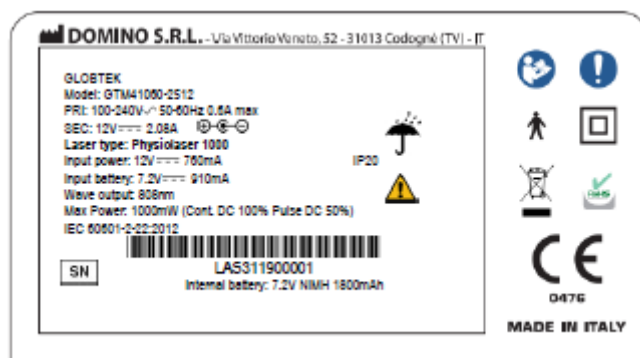 DOMINO S.R.L. - Via Vittorio Veneto, 52 - 31013 Codognè (TV) - IT
GLOBTEK
Model: GTM41060-2512
PRI: 100-240V~ 50-60Hz 0.6A max
SEC: 12V⎓ 2.08A
Laser type: Physiolaser 1000
Input power: 12V⎓ 760mA
IP20
Input battery: 7.2V⎓ 910mA
Wave output: 808nm
Max Power: 1000mW (Cont. DC 100% Pulse DC 50%)
IEC 60601-2-22:2012
SN
LAS311900001
Internal battery: 7.2V NiMH 1800mAh
RoHS
CE
0476
MADE IN ITALY